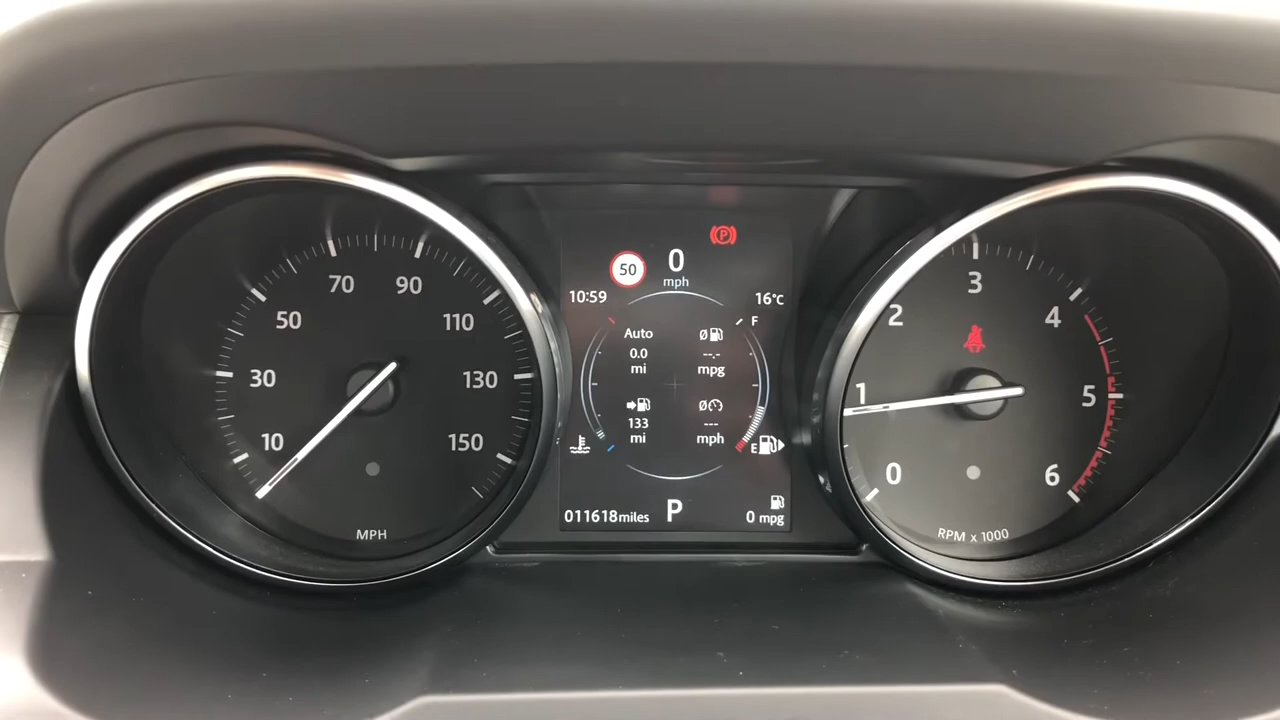 10
30
50
70
90
110
130
150
MPH
50
0
mph
P
10:59
16°C
Auto
0.0
mi
Ø
--.-
mpg
133
mi
Ø
---
mph
F
E
011618miles
P
0 mpg
0
1
2
3
4
5
6
RPM x 1000